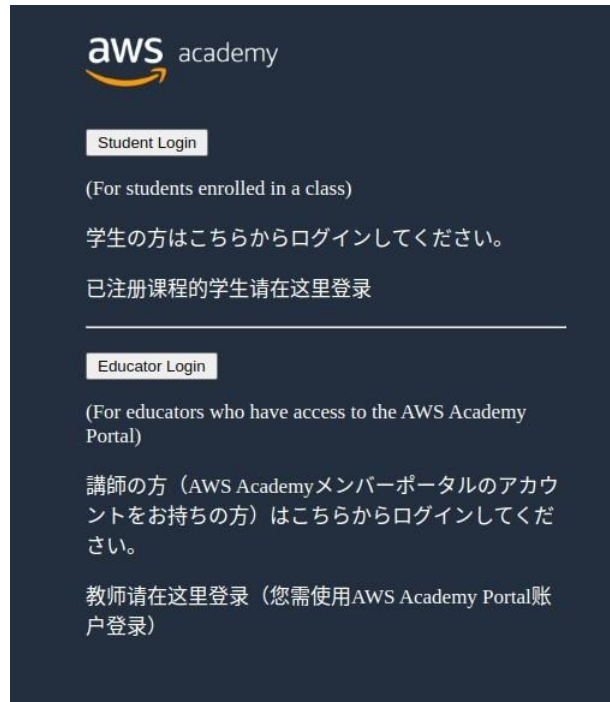 aws academy
Student Login
(For students enrolled in a class)
学生の方はこちらからログインしてください。
已注册课程的学生请在这里登录
Educator Login
(For educators who have access to the AWS Academy
Portal)
講師の方（AWS Academyメンバーポータルのアカウ
ントをお持ちの方）はこちらからログインしてくだ
さい。
教师请在这里登录（您需使用AWS Academy Portal账
户登录）